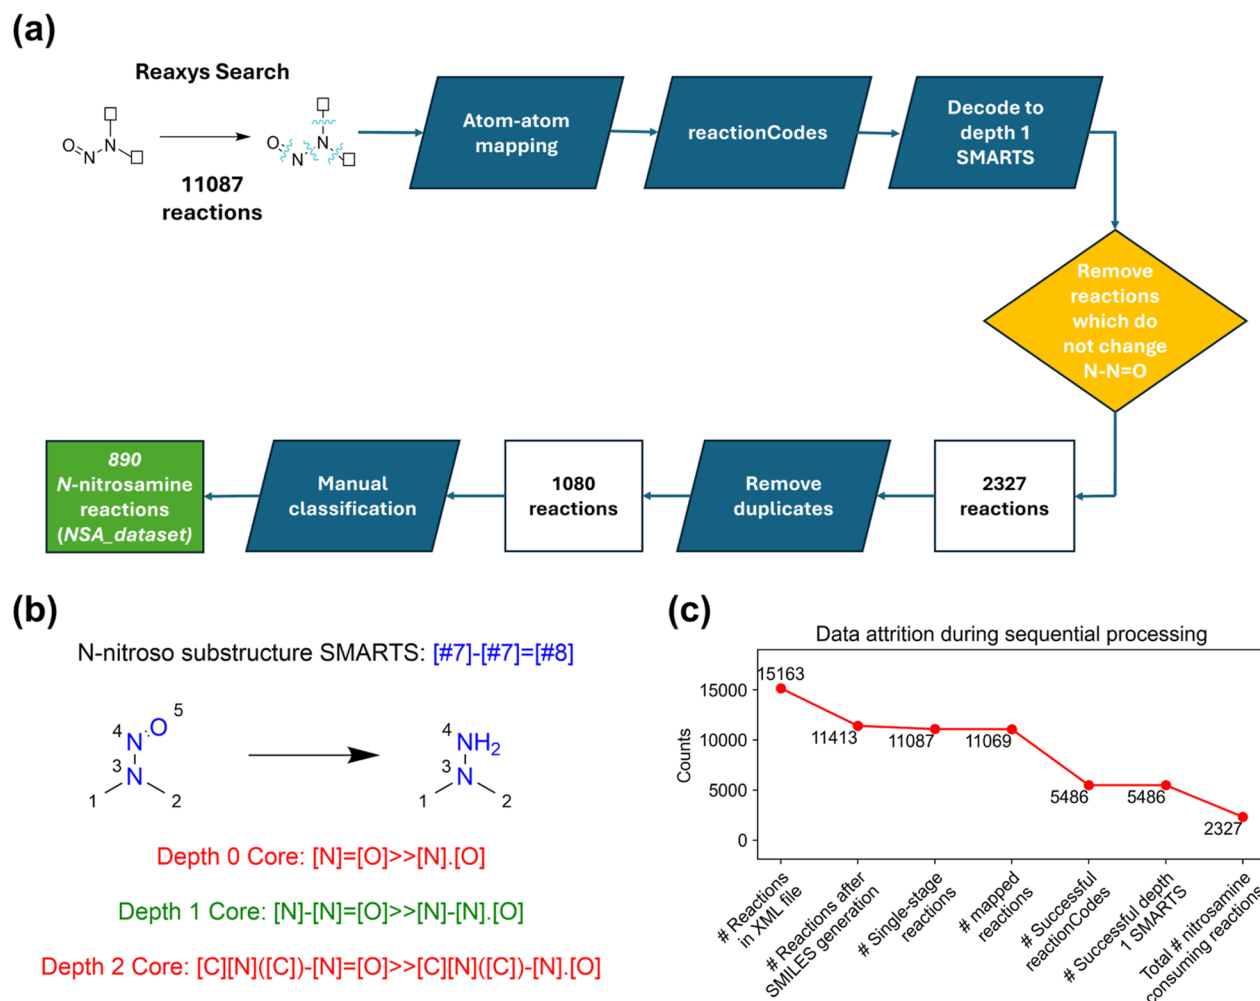 (a)
Reaxys Search
O
N
N
O
N
N
11087
reactions
Atom-atom
mapping
reactionCodes
Decode to
depth 1
SMARTS
Remove
reactions
which do
not change
N-N=O
890
N-nitrosamine
reactions
(NSA_dataset)
Manual
classification
1080
reactions
Remove
duplicates
2327
reactions
(b)
N-nitroso substructure SMARTS: [#7]-[#7]=[#8]
4 N O 5
3 N
1 2
4 NH2
3 N
1 2
Depth 0 Core: [N]=[O]>>[N].[O]
Depth 1 Core: [N]-[N]=[O]>>[N]-[N].[O]
Depth 2 Core: [C][N]([C])-[N]=[O]>>[C][N]([C])-[N].[O]
(c)
Data attrition during sequential processing
Counts
15000
10000
5000
0
15163
11413
11087
11069
5486
5486
2327
# Reactions
in XML file
# Reactions after
SMILES generation
# Single-stage
reactions
# mapped
reactions
# Successful
reactionCodes
# Successful depth
1 SMARTS
Total # nitrosamine
consuming reactions